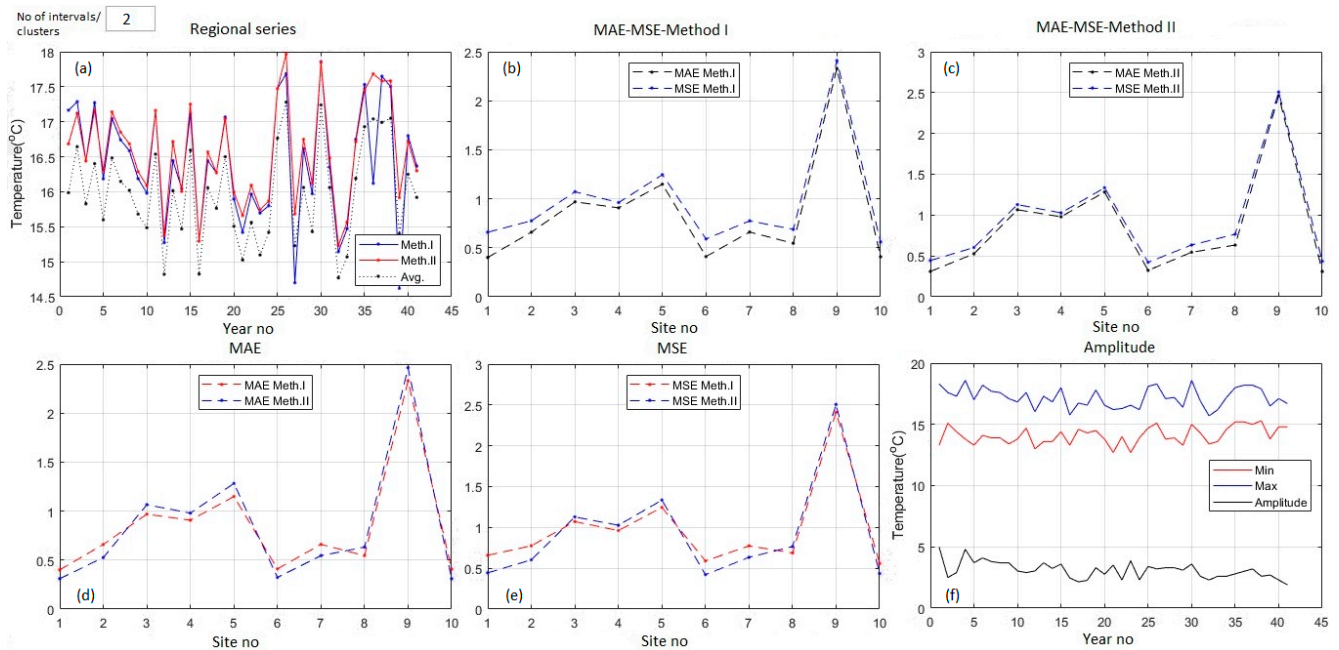 No of intervals/
clusters
2
Regional series
(a)
Temperature(°C)
18
17.5
17
16.5
16
15.5
15
14.5
Meth.I
Meth.II
Avg.
0 5 10 15 20 25 30 35 40 45
Year no
MAE-MSE-Method I
(b)
2.5
2
1.5
1
0.5
0
MAE Meth.I
MSE Meth.I
1 2 3 4 5 6 7 8 9 10
Site no
MAE-MSE-Method II
(c)
3
2.5
2
1.5
1
0.5
0
MAE Meth.II
MSE Meth.II
1 2 3 4 5 6 7 8 9 10
Site no
MAE
2.5
2
1.5
1
0.5
0
MAE Meth.I
MAE Meth.II
(d)
1 2 3 4 5 6 7 8 9 10
Site no
MSE
3
2.5
2
1.5
1
0.5
0
MSE Meth.I
MSE Meth.II
(e)
1 2 3 4 5 6 7 8 9 10
Site no
Amplitude
Temperature(°C)
20
15
10
5
0
Min
Max
Amplitude
(f)
0 5 10 15 20 25 30 35 40 45
Year no